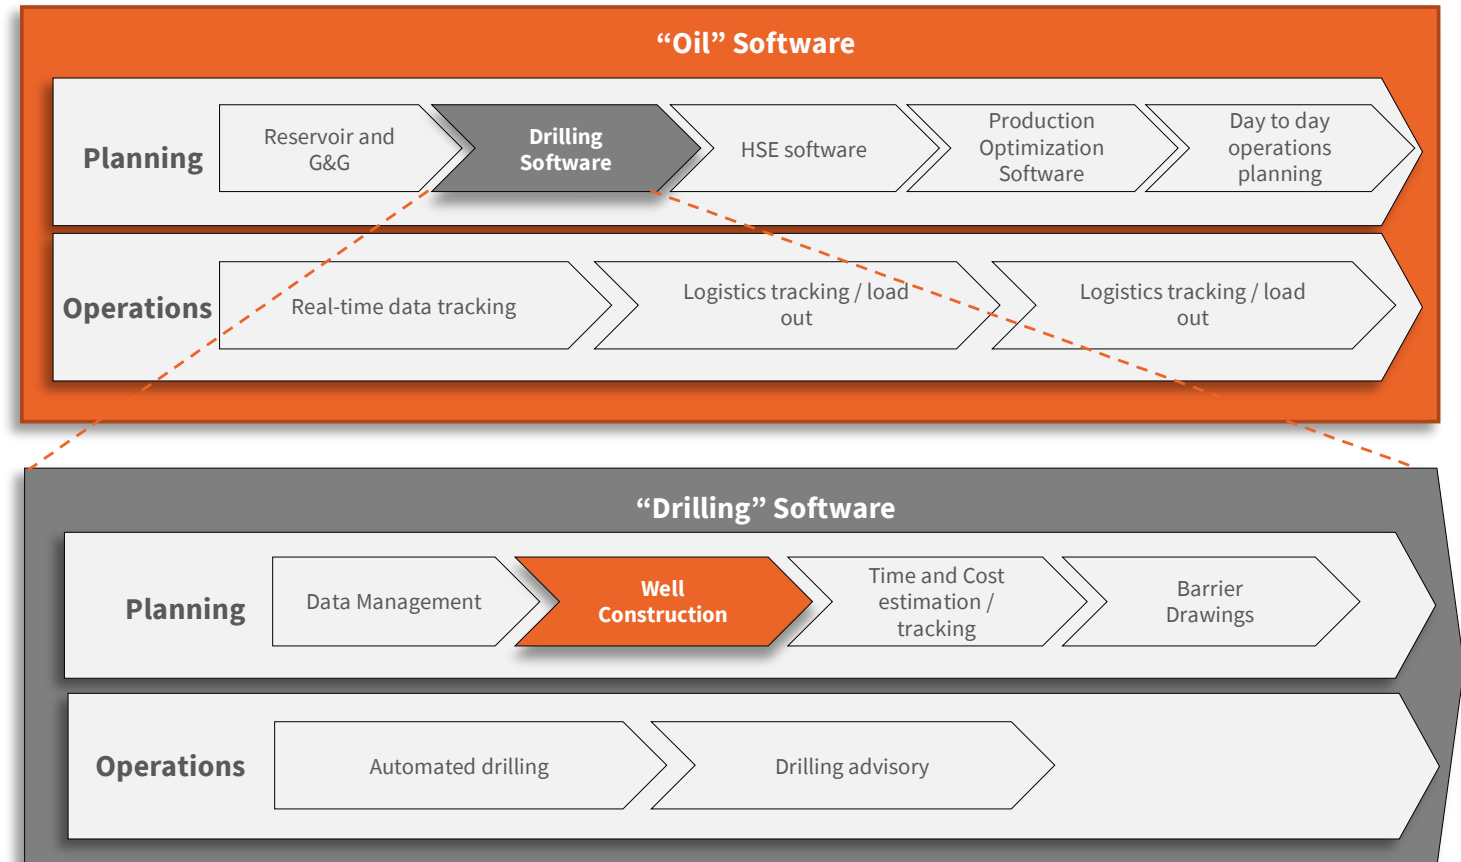 “Oil” Software
Planning
Reservoir and
G&G
Drilling
Software
HSE software
Production
Optimization
Software
Day to day
operations
planning
Operations
Real-time data tracking
Logistics tracking / load
out
Logistics tracking / load
out
“Drilling” Software
Planning
Data Management
Well
Construction
Time and Cost
estimation /
tracking
Barrier
Drawings
Operations
Automated drilling
Drilling advisory